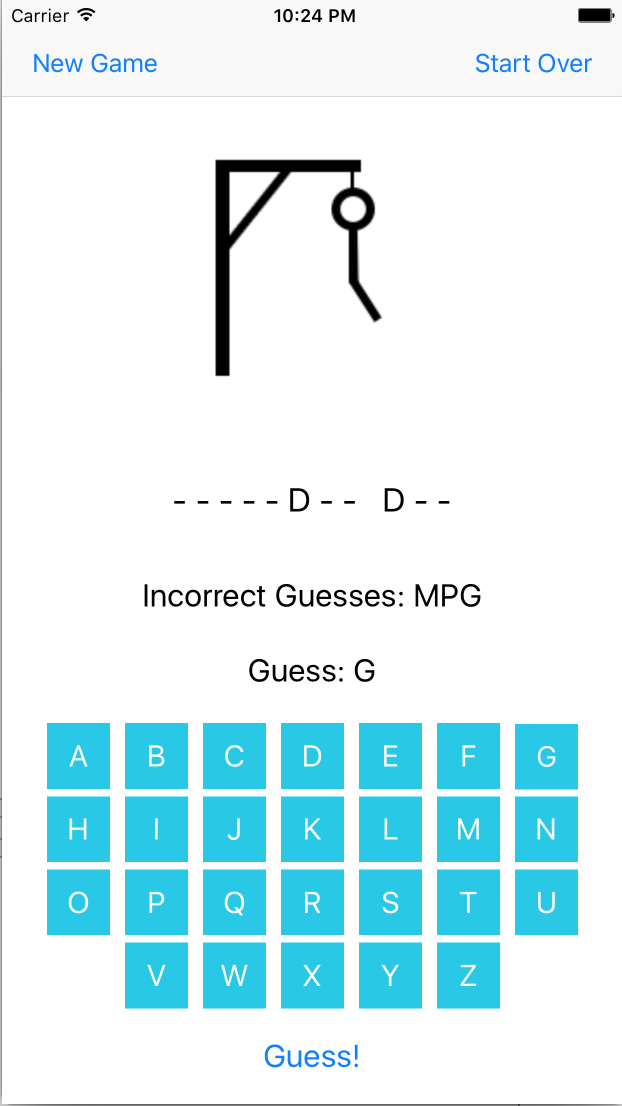 Carrier 10:24 PM
New Game Start Over
- - - - - D - -   D - -
Incorrect Guesses: MPG
Guess: G
A B C D E F G
H I J K L M N
O P Q R S T U
V W X Y Z
Guess!